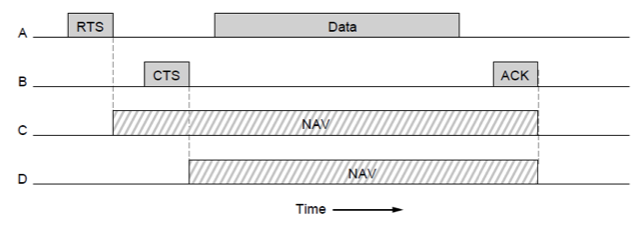 A RTS Data
B CTS ACK
C NAV
D NAV
Time